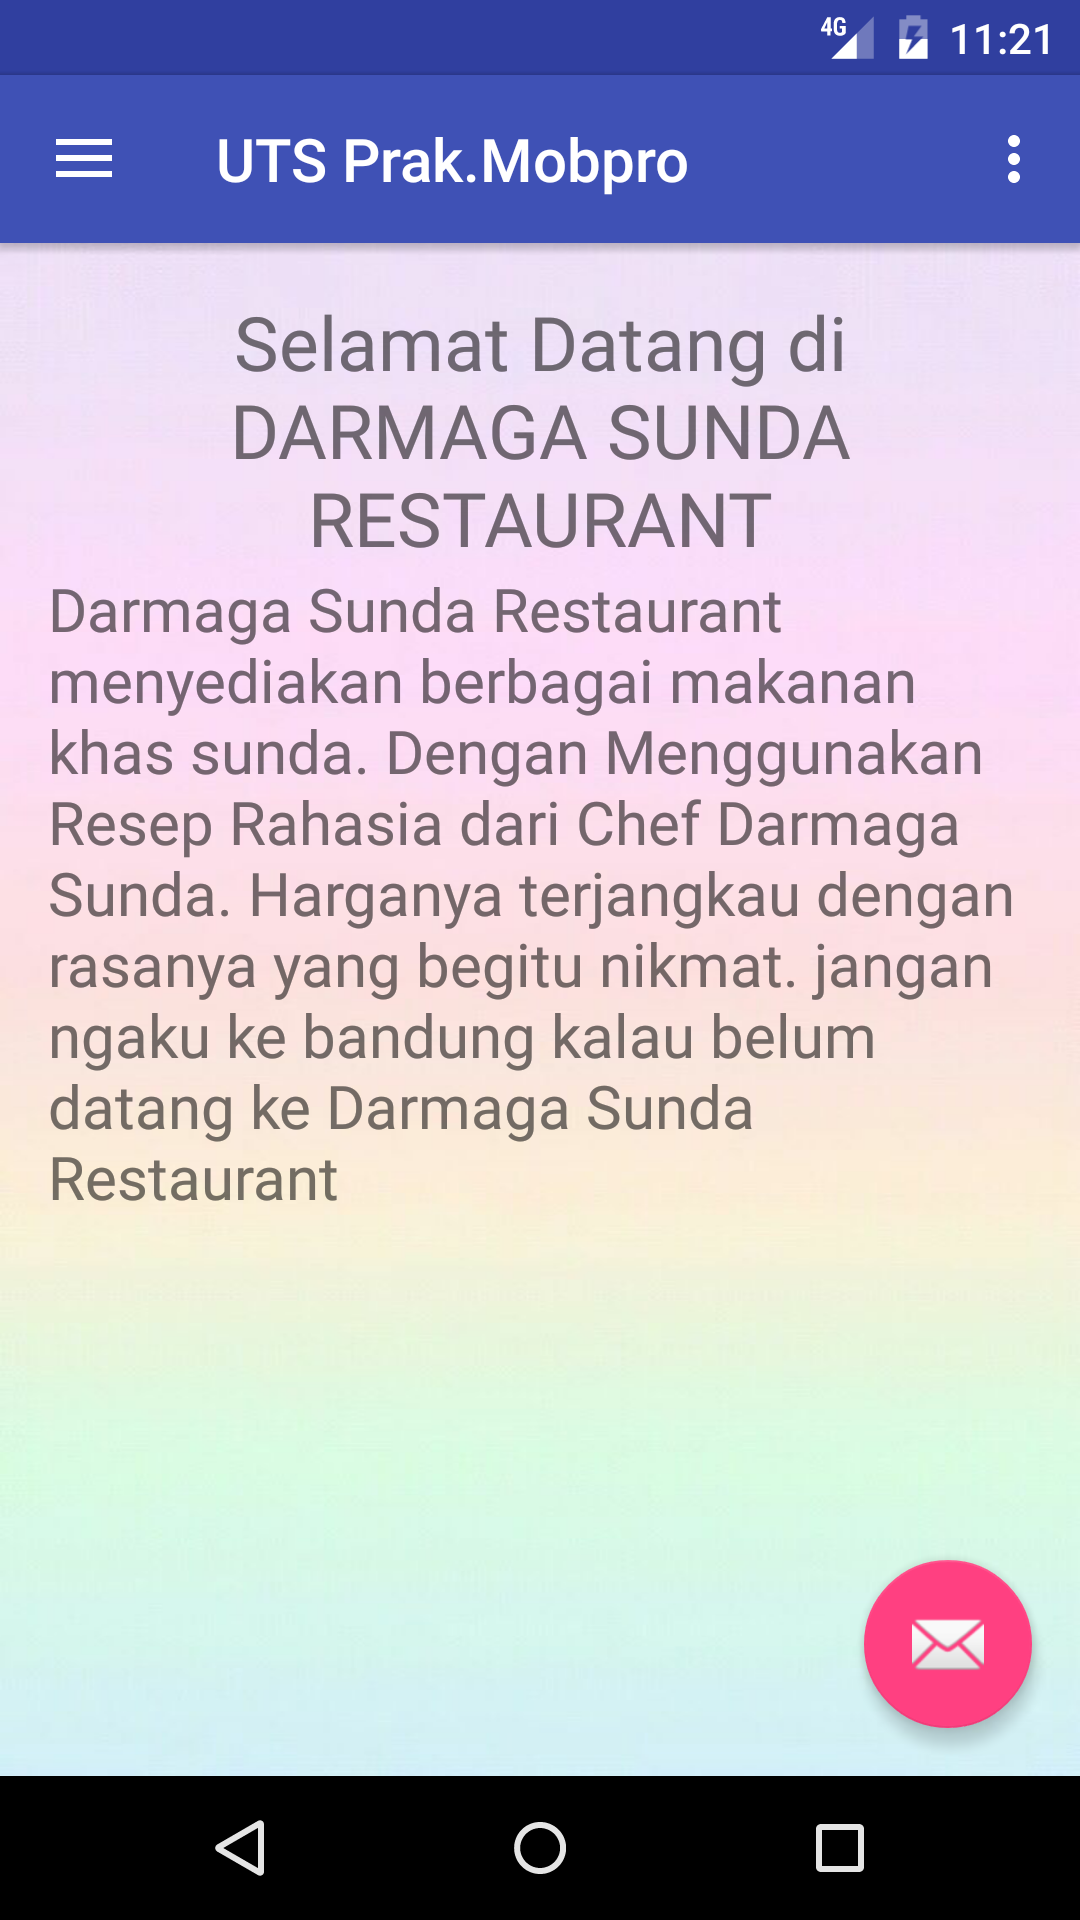 4G 11:21
UTS Prak.Mobpro
Selamat Datang di
DARMAGA SUNDA
RESTAURANT
Darmaga Sunda Restaurant
menyediakan berbagai makanan
khas sunda. Dengan Menggunakan
Resep Rahasia dari Chef Darmaga
Sunda. Harganya terjangkau dengan
rasanya yang begitu nikmat. jangan
ngaku ke bandung kalau belum
datang ke Darmaga Sunda
Restaurant